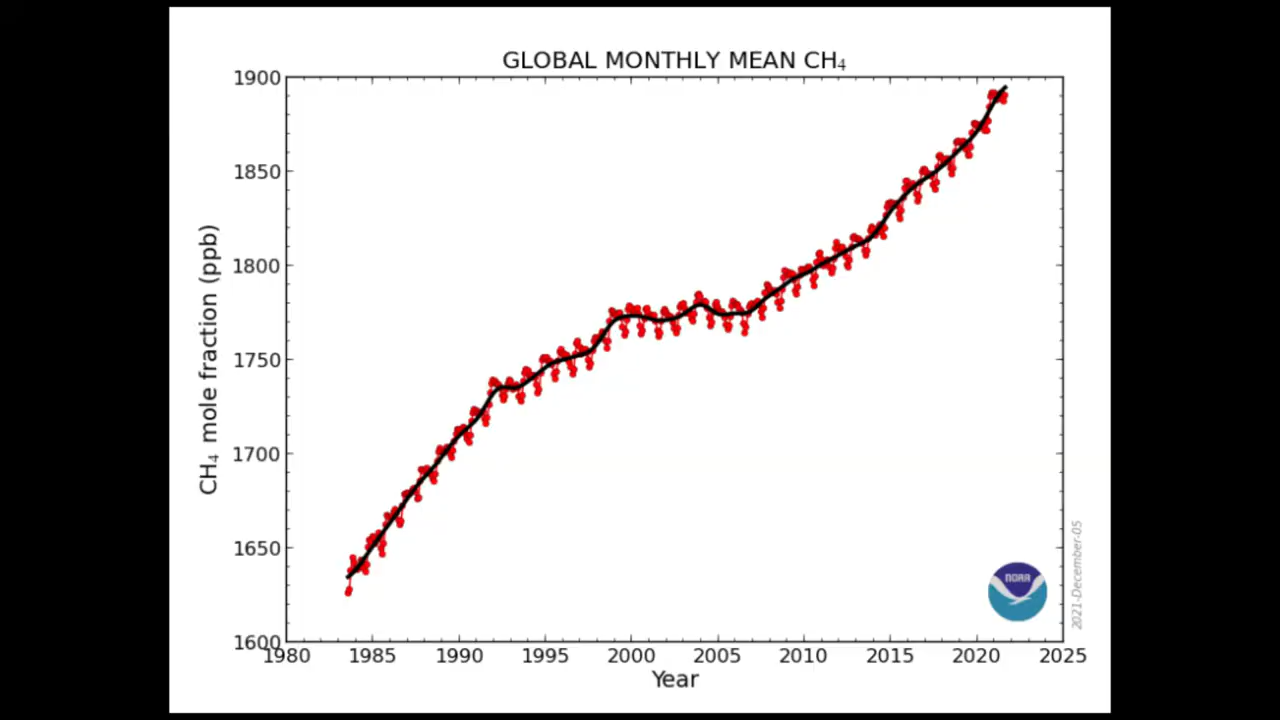 GLOBAL MONTHLY MEAN CH₄
CH₄ mole fraction (ppb)
1900
1850
1800
1750
1700
1650
1600
1980 1985 1990 1995 2000 2005 2010 2015 2020 2025
Year
NOAA
2021-December-05